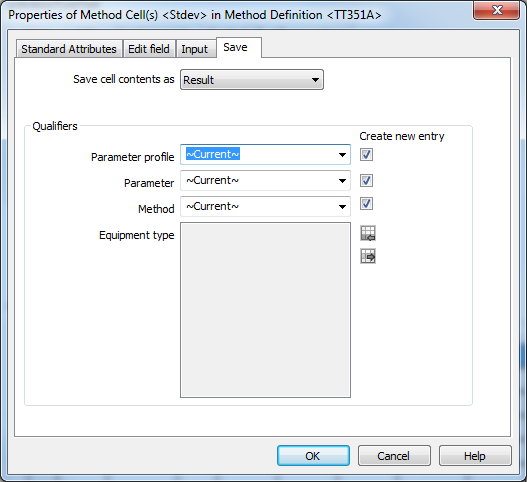 Properties of Method Cell(s) <Stdev> in Method Definition <TT351A>
Standard Attributes Edit field Input Save
Save cell contents as Result
Qualifiers
Create new entry
Parameter profile ~Current~
Parameter ~Current~
Method ~Current~
Equipment type
OK Cancel Help